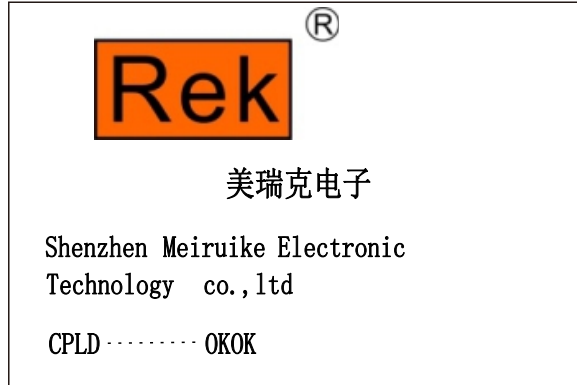 Rek ®
美瑞克电子
Shenzhen Meiruike Electronic
Technology co.,ltd
CPLD ········· OKOK